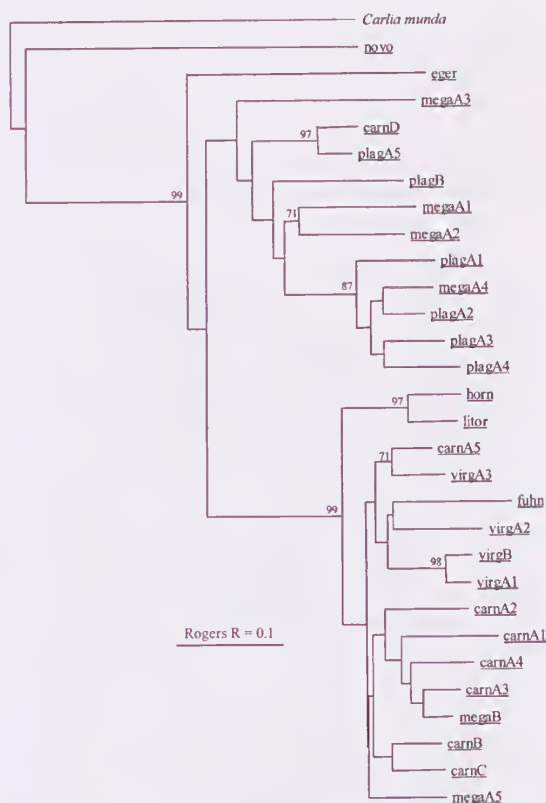 Carlia munda
novo
eger
megaA3
97
carnD
plagA5
plagB
99
71
megaA1
megaA2
plagA1
87
megaA4
plagA2
plagA3
plagA4
97
horn
litor
71
carnA5
virgA3
99
fuhn
virgA2
98
virgB
virgA1
carnA2
Rogers R = 0.1
carnA1
carnA4
carnA3
megaB
carnB
carnC
megaA5